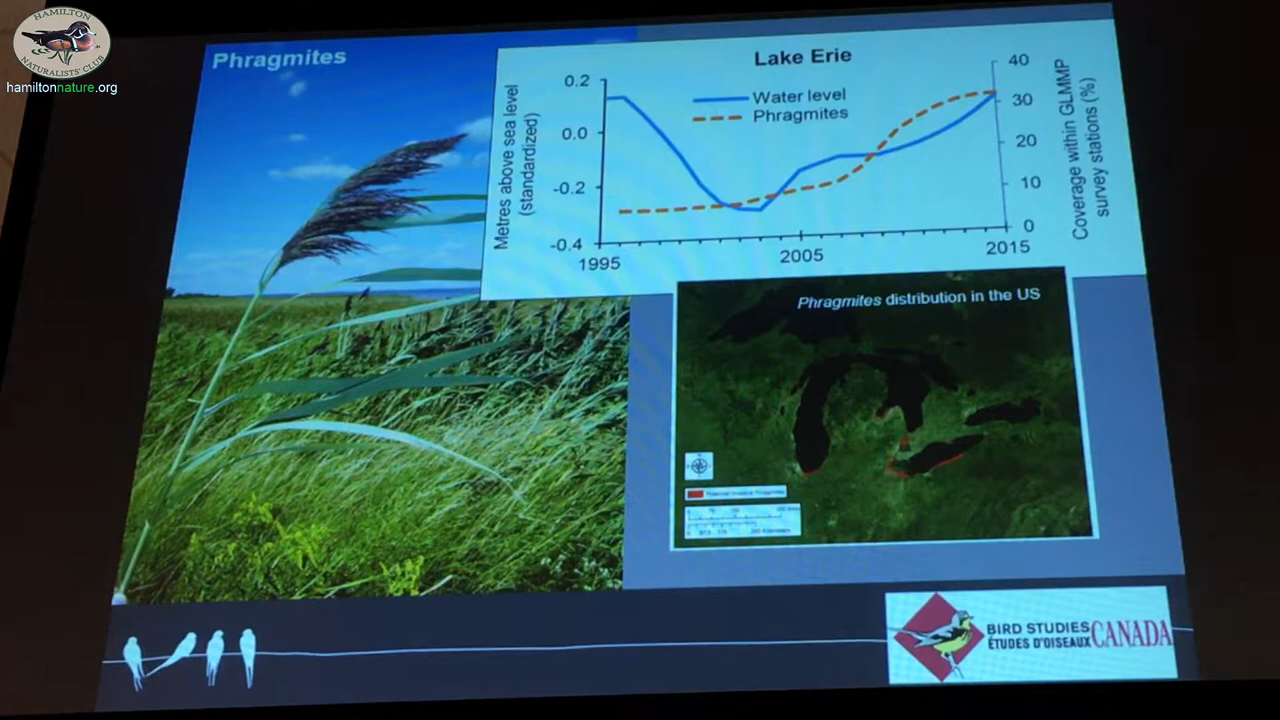 HAMILTON
NATURALISTS' CLUB
hamiltonnature.org
Phragmites
Lake Erie
Water level
Phragmites
Metres above sea level
(standardized)
0.2
0.0
-0.2
-0.4
1995
2005
2015
40
30
20
10
0
Coverage within GLMMP
survey stations (%)
Phragmites distribution in the US
BIRD STUDIES
ÉTUDES D'OISEAUX
CANADA